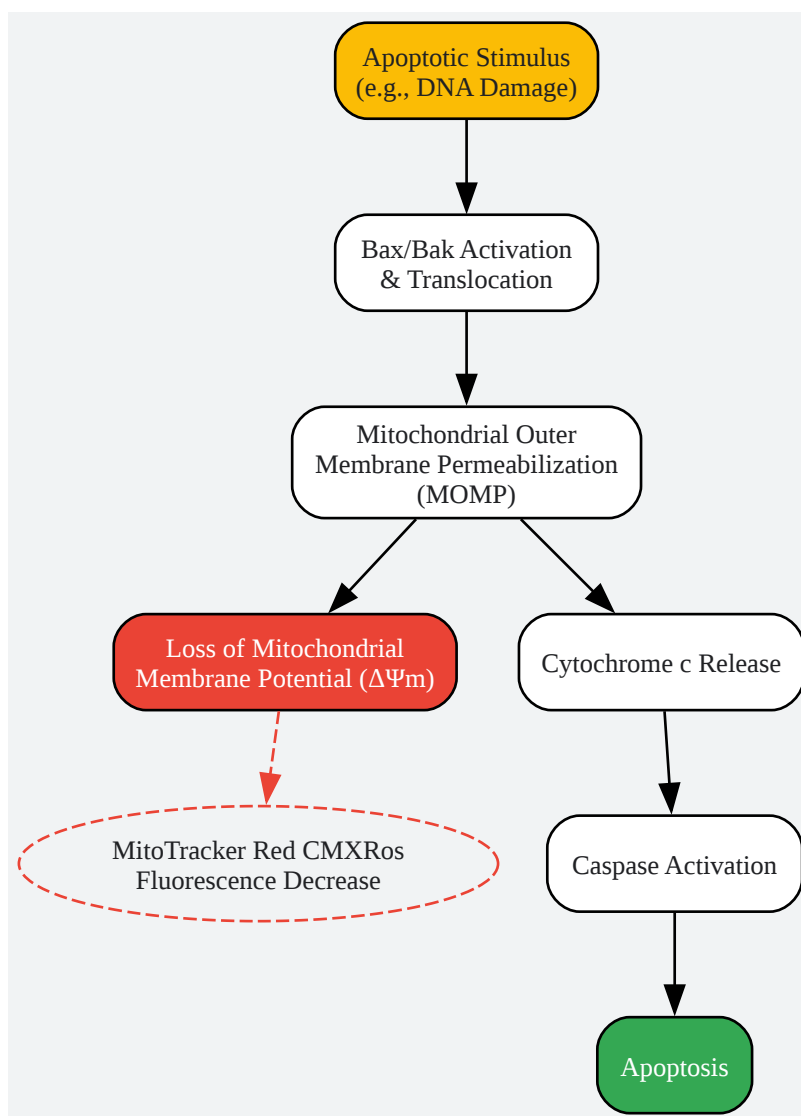 Apoptotic Stimulus
(e.g., DNA Damage)
Bax/Bak Activation
& Translocation
Mitochondrial Outer
Membrane Permeabilization
(MOMP)
Loss of Mitochondrial
Membrane Potential (ΔΨm)
Cytochrome c Release
MitoTracker Red CMXRos
Fluorescence Decrease
Caspase Activation
Apoptosis